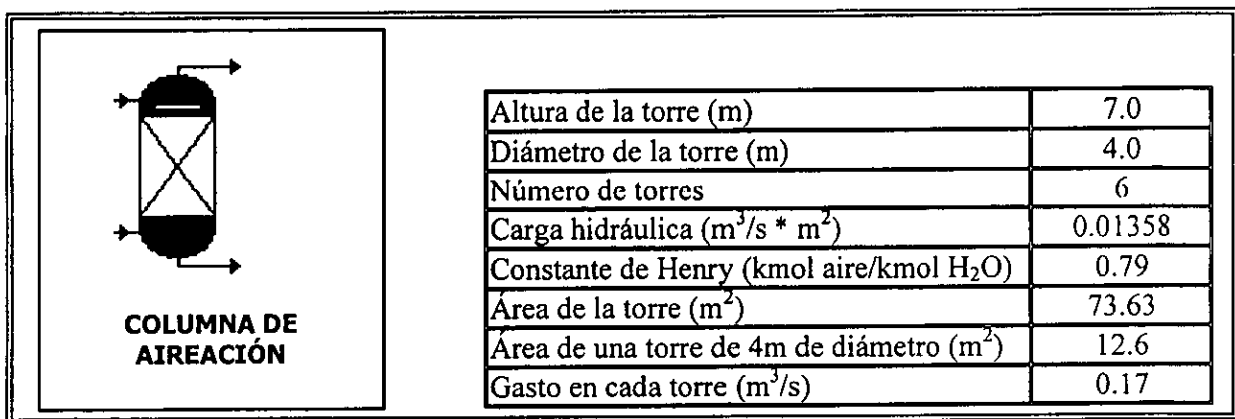 COLUMNA DE
AIREACIÓN
Altura de la torre (m) 7.0
Diámetro de la torre (m) 4.0
Número de torres 6
Carga hidráulica (m³/s * m²) 0.01358
Constante de Henry (kmol aire/kmol H₂O) 0.79
Área de la torre (m²) 73.63
Área de una torre de 4m de diámetro (m²) 12.6
Gasto en cada torre (m³/s) 0.17